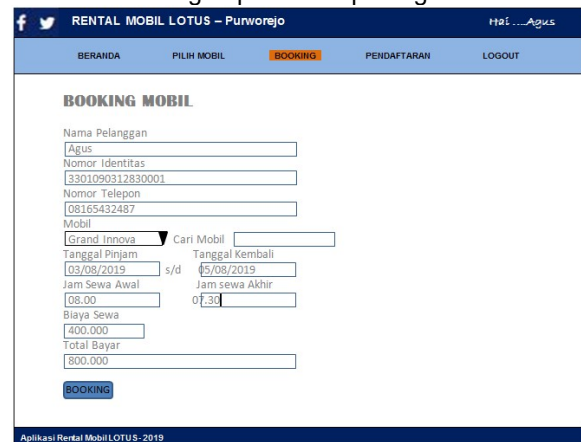 RENTAL MOBIL LOTUS – Purworejo Hai....Agus
BERANDA PILIH MOBIL BOOKING PENDAFTARAN LOGOUT
BOOKING MOBIL
Nama Pelanggan
Agus
Nomor Identitas
3301090312830001
Nomor Telepon
08165432487
Mobil
Grand Innova Cari Mobil
Tanggal Pinjam Tanggal Kembali
03/08/2019 s/d 05/08/2019
Jam Sewa Awal Jam sewa Akhir
08.00 07.30
Biaya Sewa
400.000
Total Bayar
800.000
BOOKING
Aplikasi Rental Mobil LOTUS-2019